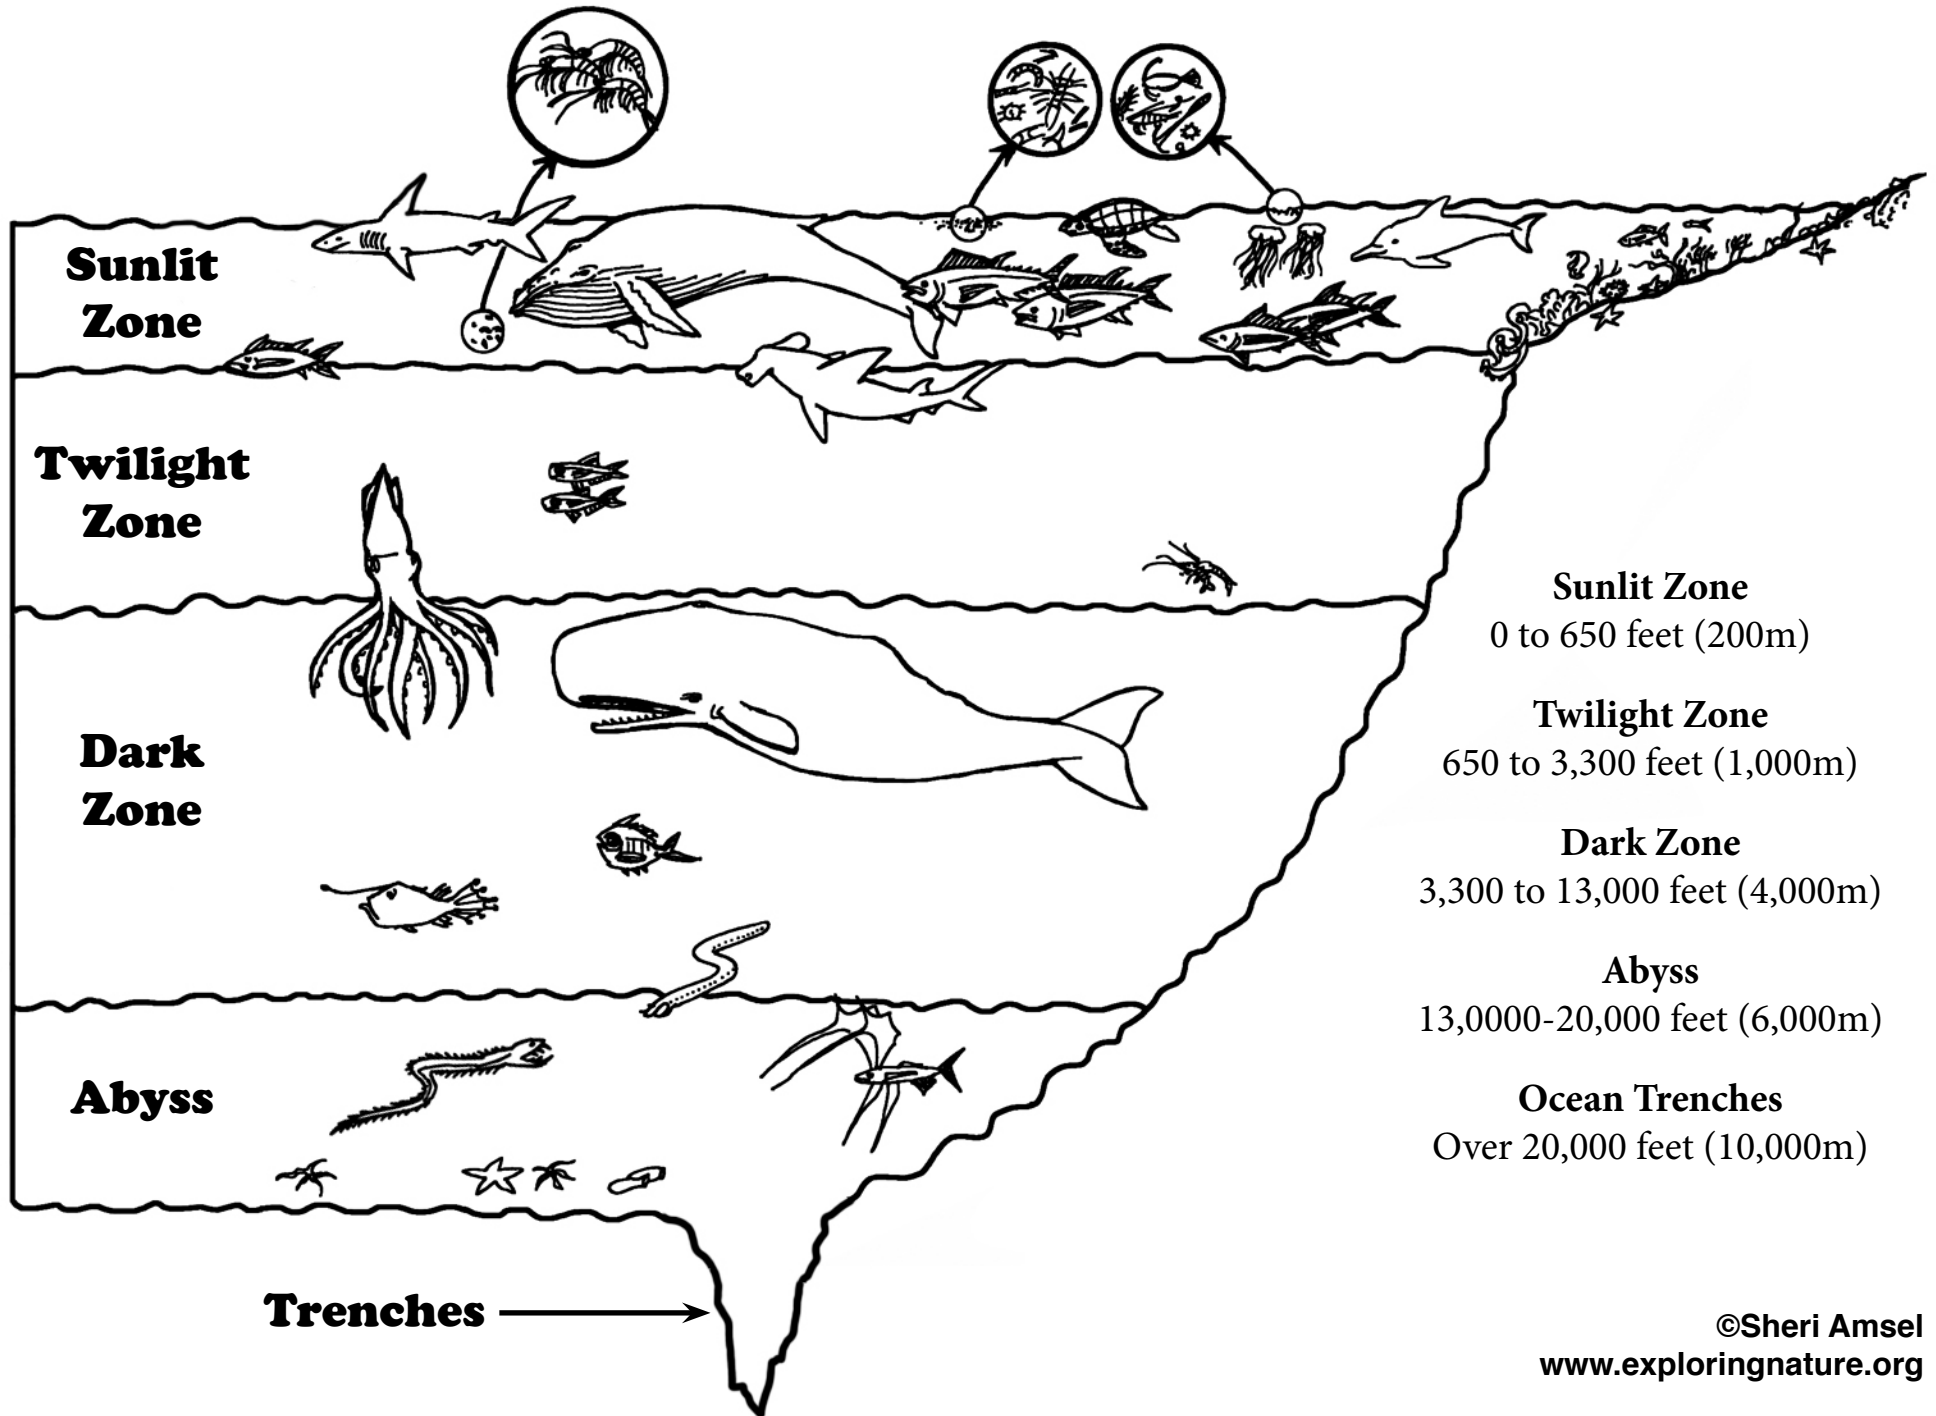 Sunlit
Zone
Twilight
Zone
Dark
Zone
Abyss
Trenches
Sunlit Zone
0 to 650 feet (200m)
Twilight Zone
650 to 3,300 feet (1,000m)
Dark Zone
3,300 to 13,000 feet (4,000m)
Abyss
13,0000-20,000 feet (6,000m)
Ocean Trenches
Over 20,000 feet (10,000m)
©Sheri Amsel
www.exploringnature.org